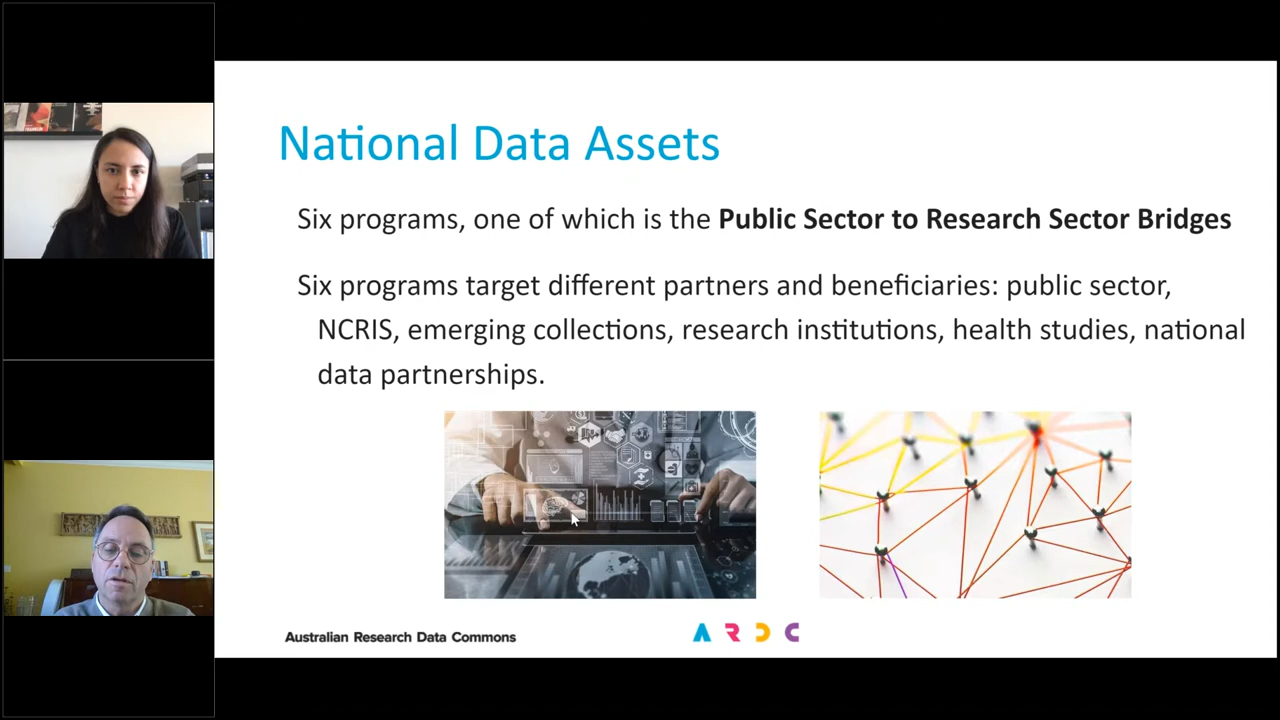 National Data Assets
Six programs, one of which is the Public Sector to Research Sector Bridges
Six programs target different partners and beneficiaries: public sector,
NCRIS, emerging collections, research institutions, health studies, national
data partnerships.
Australian Research Data Commons
ARDC